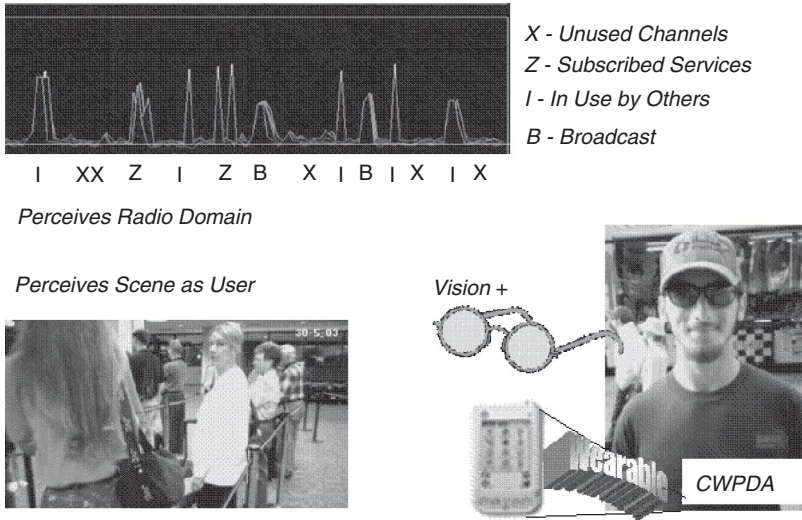 X - Unused Channels
Z - Subscribed Services
I - In Use by Others
B - Broadcast
I XX Z I Z B X I B I X I X
Perceives Radio Domain
Perceives Scene as User
Vision +
30-5,03
Wearable
CWPDA